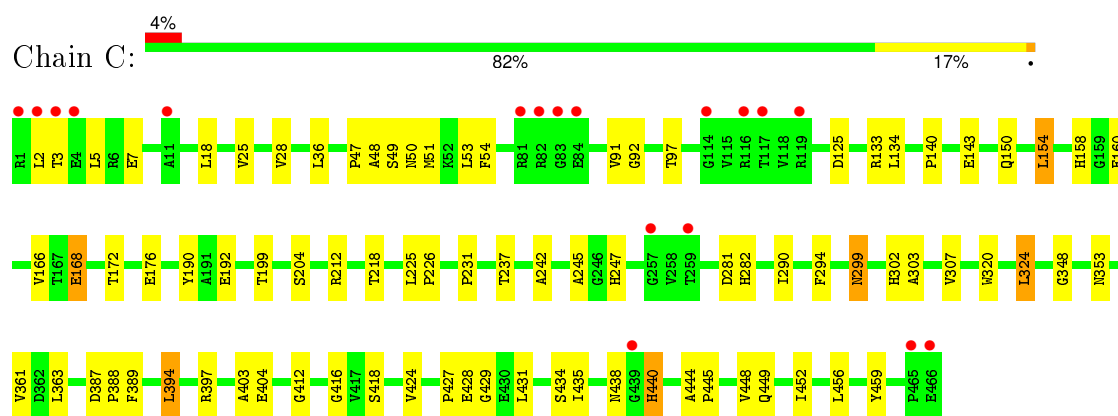 4%
Chain C:
82% 17% •
R1 L2 T3 E4 L5 R6 E7 A11 L18 V25 V28 L36 P47 A48 S49 N50 M51 K52 L53 F54 R81 R82 G83 E84 V91 G92 I97 G114 V115 R116 T117 V118 R119 D125 R133 L134 P140 E143 Q150 L154 H158 G159
V166 T167 E168 T172 E176 Y190 A191 E192 T199 S204 R212 T218 L225 P226 P231 T237 A242 A245 G246 H247 G257 V258 T259 D281 H282 I290 F294 N299 H302 A303 V307 W320 L324 G348 N353
V361 D362 L363 D387 P388 F389 L394 R397 A403 E404 G412 G416 V417 S418 V424 P427 E428 G429 E430 L431 S434 I435 N438 G439 H440 A444 P445 V448 Q449 I452 L456 Y459 P465 E466